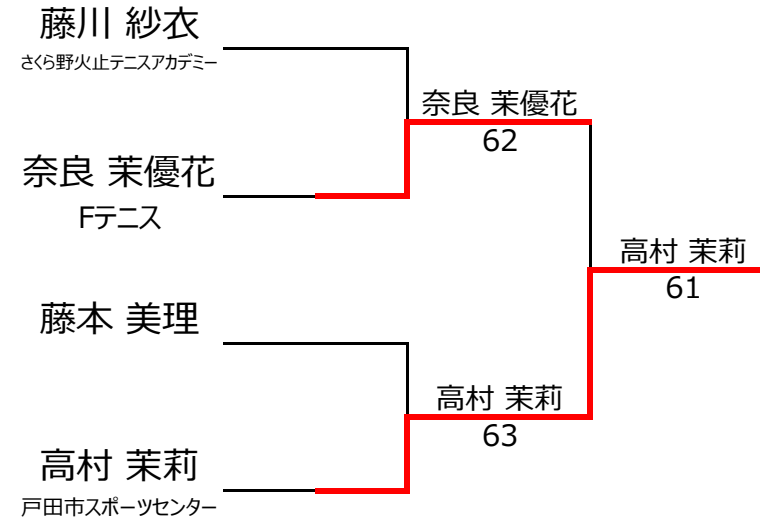 藤川 紗衣
さくら野火止テニスアカデミー
奈良 茉優花
62
奈良 茉優花
Fテニス
高村 茉莉
61
藤本 美理
高村 茉莉
63
高村 茉莉
戸田市スポーツセンター